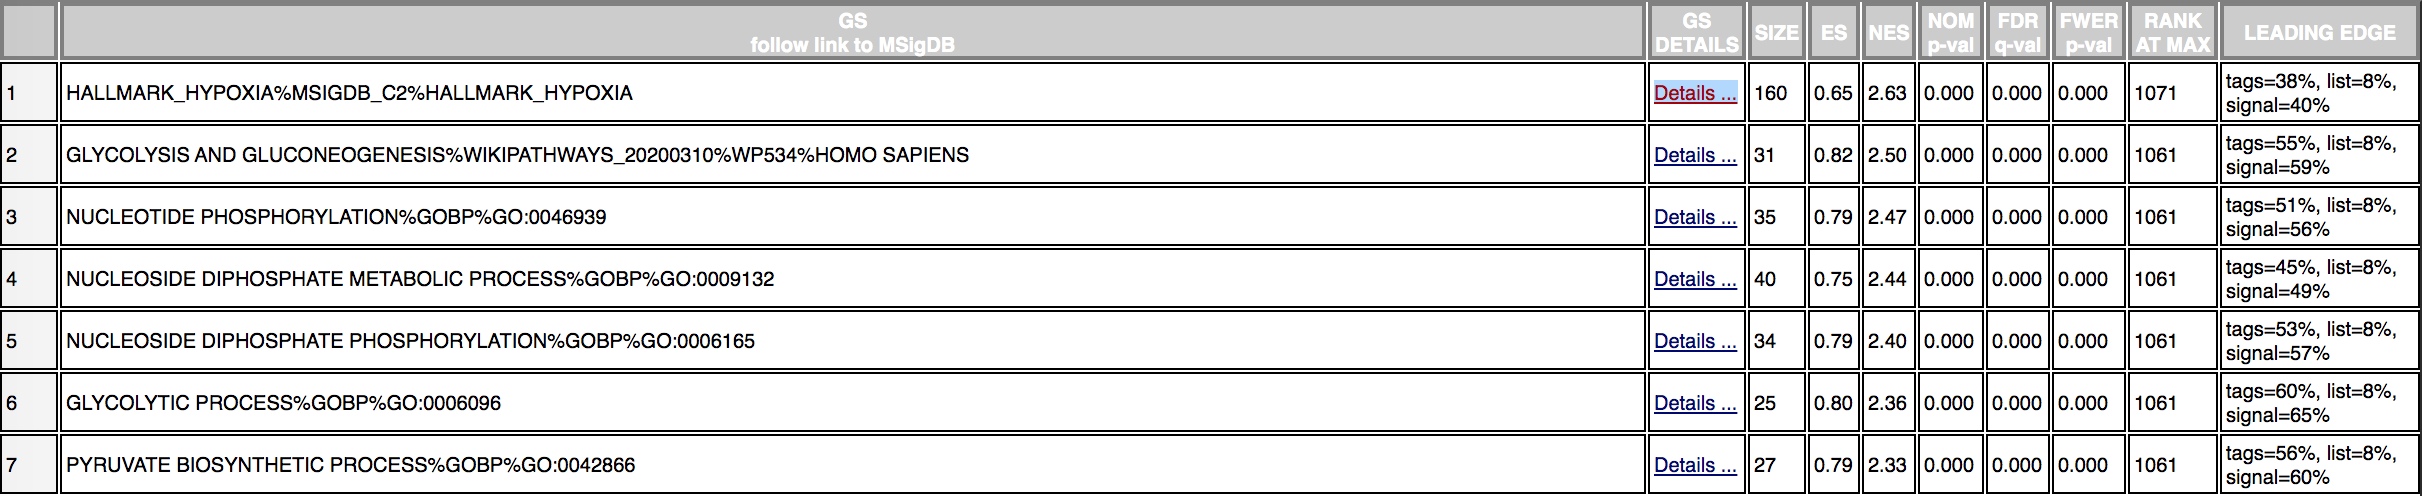 GS
follow link to MSigDB
GS
DETAILS
SIZE
ES
NES
NOM
p-val
FDR
q-val
FWER
p-val
RANK
AT MAX
LEADING EDGE
1 HALLMARK_HYPOXIA%MSIGDB_C2%HALLMARK_HYPOXIA Details ... 160 0.65 2.63 0.000 0.000 0.000 1071 tags=38%, list=8%,
signal=40%
2 GLYCOLYSIS AND GLUCONEOGENESIS%WIKIPATHWAYS_20200310%WP534%HOMO SAPIENS Details ... 31 0.82 2.50 0.000 0.000 0.000 1061 tags=55%, list=8%,
signal=59%
3 NUCLEOTIDE PHOSPHORYLATION%GOBP%GO:0046939 Details ... 35 0.79 2.47 0.000 0.000 0.000 1061 tags=51%, list=8%,
signal=56%
4 NUCLEOSIDE DIPHOSPHATE METABOLIC PROCESS%GOBP%GO:0009132 Details ... 40 0.75 2.44 0.000 0.000 0.000 1061 tags=45%, list=8%,
signal=49%
5 NUCLEOSIDE DIPHOSPHATE PHOSPHORYLATION%GOBP%GO:0006165 Details ... 34 0.79 2.40 0.000 0.000 0.000 1061 tags=53%, list=8%,
signal=57%
6 GLYCOLYTIC PROCESS%GOBP%GO:0006096 Details ... 25 0.80 2.36 0.000 0.000 0.000 1061 tags=60%, list=8%,
signal=65%
7 PYRUVATE BIOSYNTHETIC PROCESS%GOBP%GO:0042866 Details ... 27 0.79 2.33 0.000 0.000 0.000 1061 tags=56%, list=8%,
signal=60%